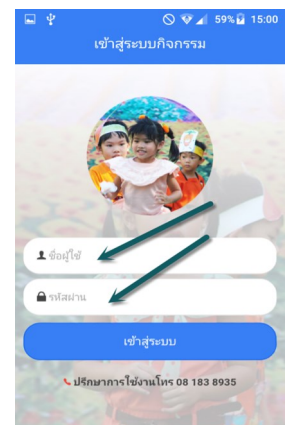 59% 15:00
เข้าสู่ระบบกิจกรรม
ชื่อผู้ใช้
รหัสผ่าน
เข้าสู่ระบบ
ปรึกษาการใช้งานโทร 08 183 8935